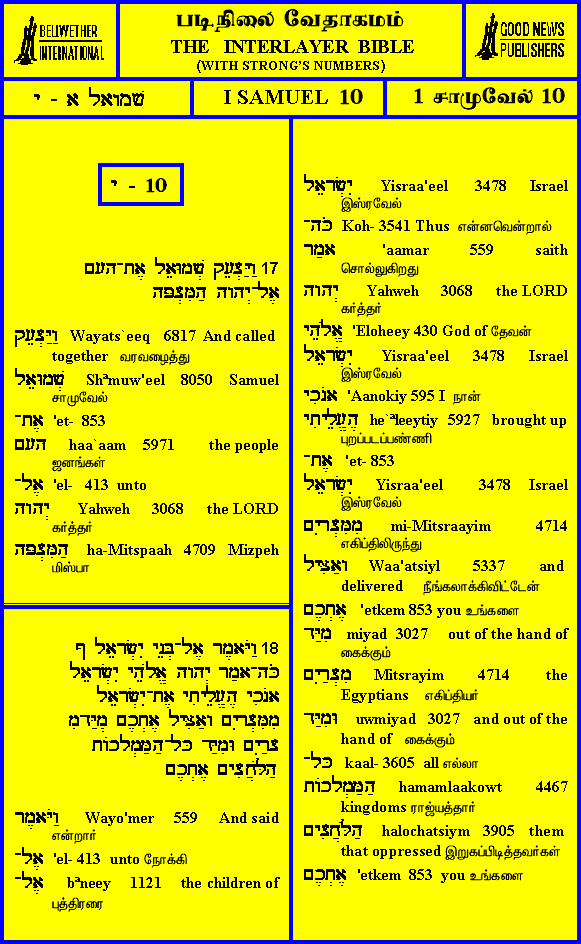 BELLWETHER
INTERNATIONAL
படிநிலை வேதாகமம்
THE INTERLAYER BIBLE
(WITH STRONG'S NUMBERS)
GOOD NEWS
PUBLISHERS
שמואל א - י
I SAMUEL 10
1 சாமுவேல் 10
י - 10
17 וַיַּצְעֵק שְׁמוּאֵל אֶת־הָעָם
אֶל־יְהוָה הַמִּצְפָּה
וַיַּצְעֵק Wayats`eeq 6817 And called
together வரவழைத்து
שְׁמוּאֵל Shªmuw'eel 8050 Samuel
சாமுவேல்
אֶת־ 'et- 853
הָעָם haa`aam 5971 the people
ஜனங்கள்
אֶל־ 'el- 413 unto
יְהוָה Yahweh 3068 the LORD
கர்த்தர்
הַמִּצְפָּה ha-Mitspaah 4709 Mizpeh
மிஸ்பா
18 וַיֹּאמֶר אֶל־בְּנֵי יִשְׂרָאֵל ף
כֹּה־אָמַר יְהוָה אֱלֹהֵי יִשְׂרָאֵל
אָנֹכִי הֶעֱלֵיתִי אֶת־יִשְׂרָאֵל
מִמִּצְרָיִם וָאַצִּיל אֶתְכֶם מִיַּד־מִ
צְרַיִם וּמִיַּד כָּל־הַמַּמְלָכוֹת
הַלֹּחֲצִים אֶתְכֶם
וַיֹּאמֶר Wayo'mer 559 And said
என்றார்
אֶל־ 'el- 413 unto நோக்கி
אֶל־ bªneey 1121 the children of
புத்திரரை
יִשְׂרָאֵל Yisraa'eel 3478 Israel
இஸ்ரவேல்
כֹּה־ Koh- 3541 Thus என்னவென்றால்
אָמַר 'aamar 559 saith
சொல்லுகிறது
יְהוָה Yahweh 3068 the LORD
கர்த்தர்
אֱלֹהֵי 'Eloheey 430 God of தேவன்
יִשְׂרָאֵל Yisraa'eel 3478 Israel
இஸ்ரவேல்
אָנֹכִי 'Aanokiy 595 I நான்
הֶעֱלֵיתִי he`ªleeytiy 5927 brought up
புறப்படப்பண்ணி
אֶת־ 'et- 853
יִשְׂרָאֵל Yisraa'eel 3478 Israel
இஸ்ரவேல்
מִמִּצְרָיִם mi-Mitsraayim 4714
எகிப்திலிருந்து
וָאַצִּיל Waa'atsiyl 5337 and
delivered நீங்கலாக்கிவிட்டேன்
אֶתְכֶם 'etkem 853 you உங்களை
מִיַּד miyad 3027 out of the hand of
கைக்கும்
מִצְרַיִם Mitsrayim 4714 the
Egyptians எகிப்தியர்
וּמִיַּד uwmiyad 3027 and out of the
hand of கைக்கும்
כָּל־ kaal- 3605 all எல்லா
הַמַּמְלָכוֹת hamamlaakowt 4467
kingdoms ராஜ்யத்தார்
הַלֹּחֲצִים halochatsiym 3905 them
that oppressed இறுகப்பிடித்தவர்கள்
אֶתְכֶם 'etkem 853 you உங்களை